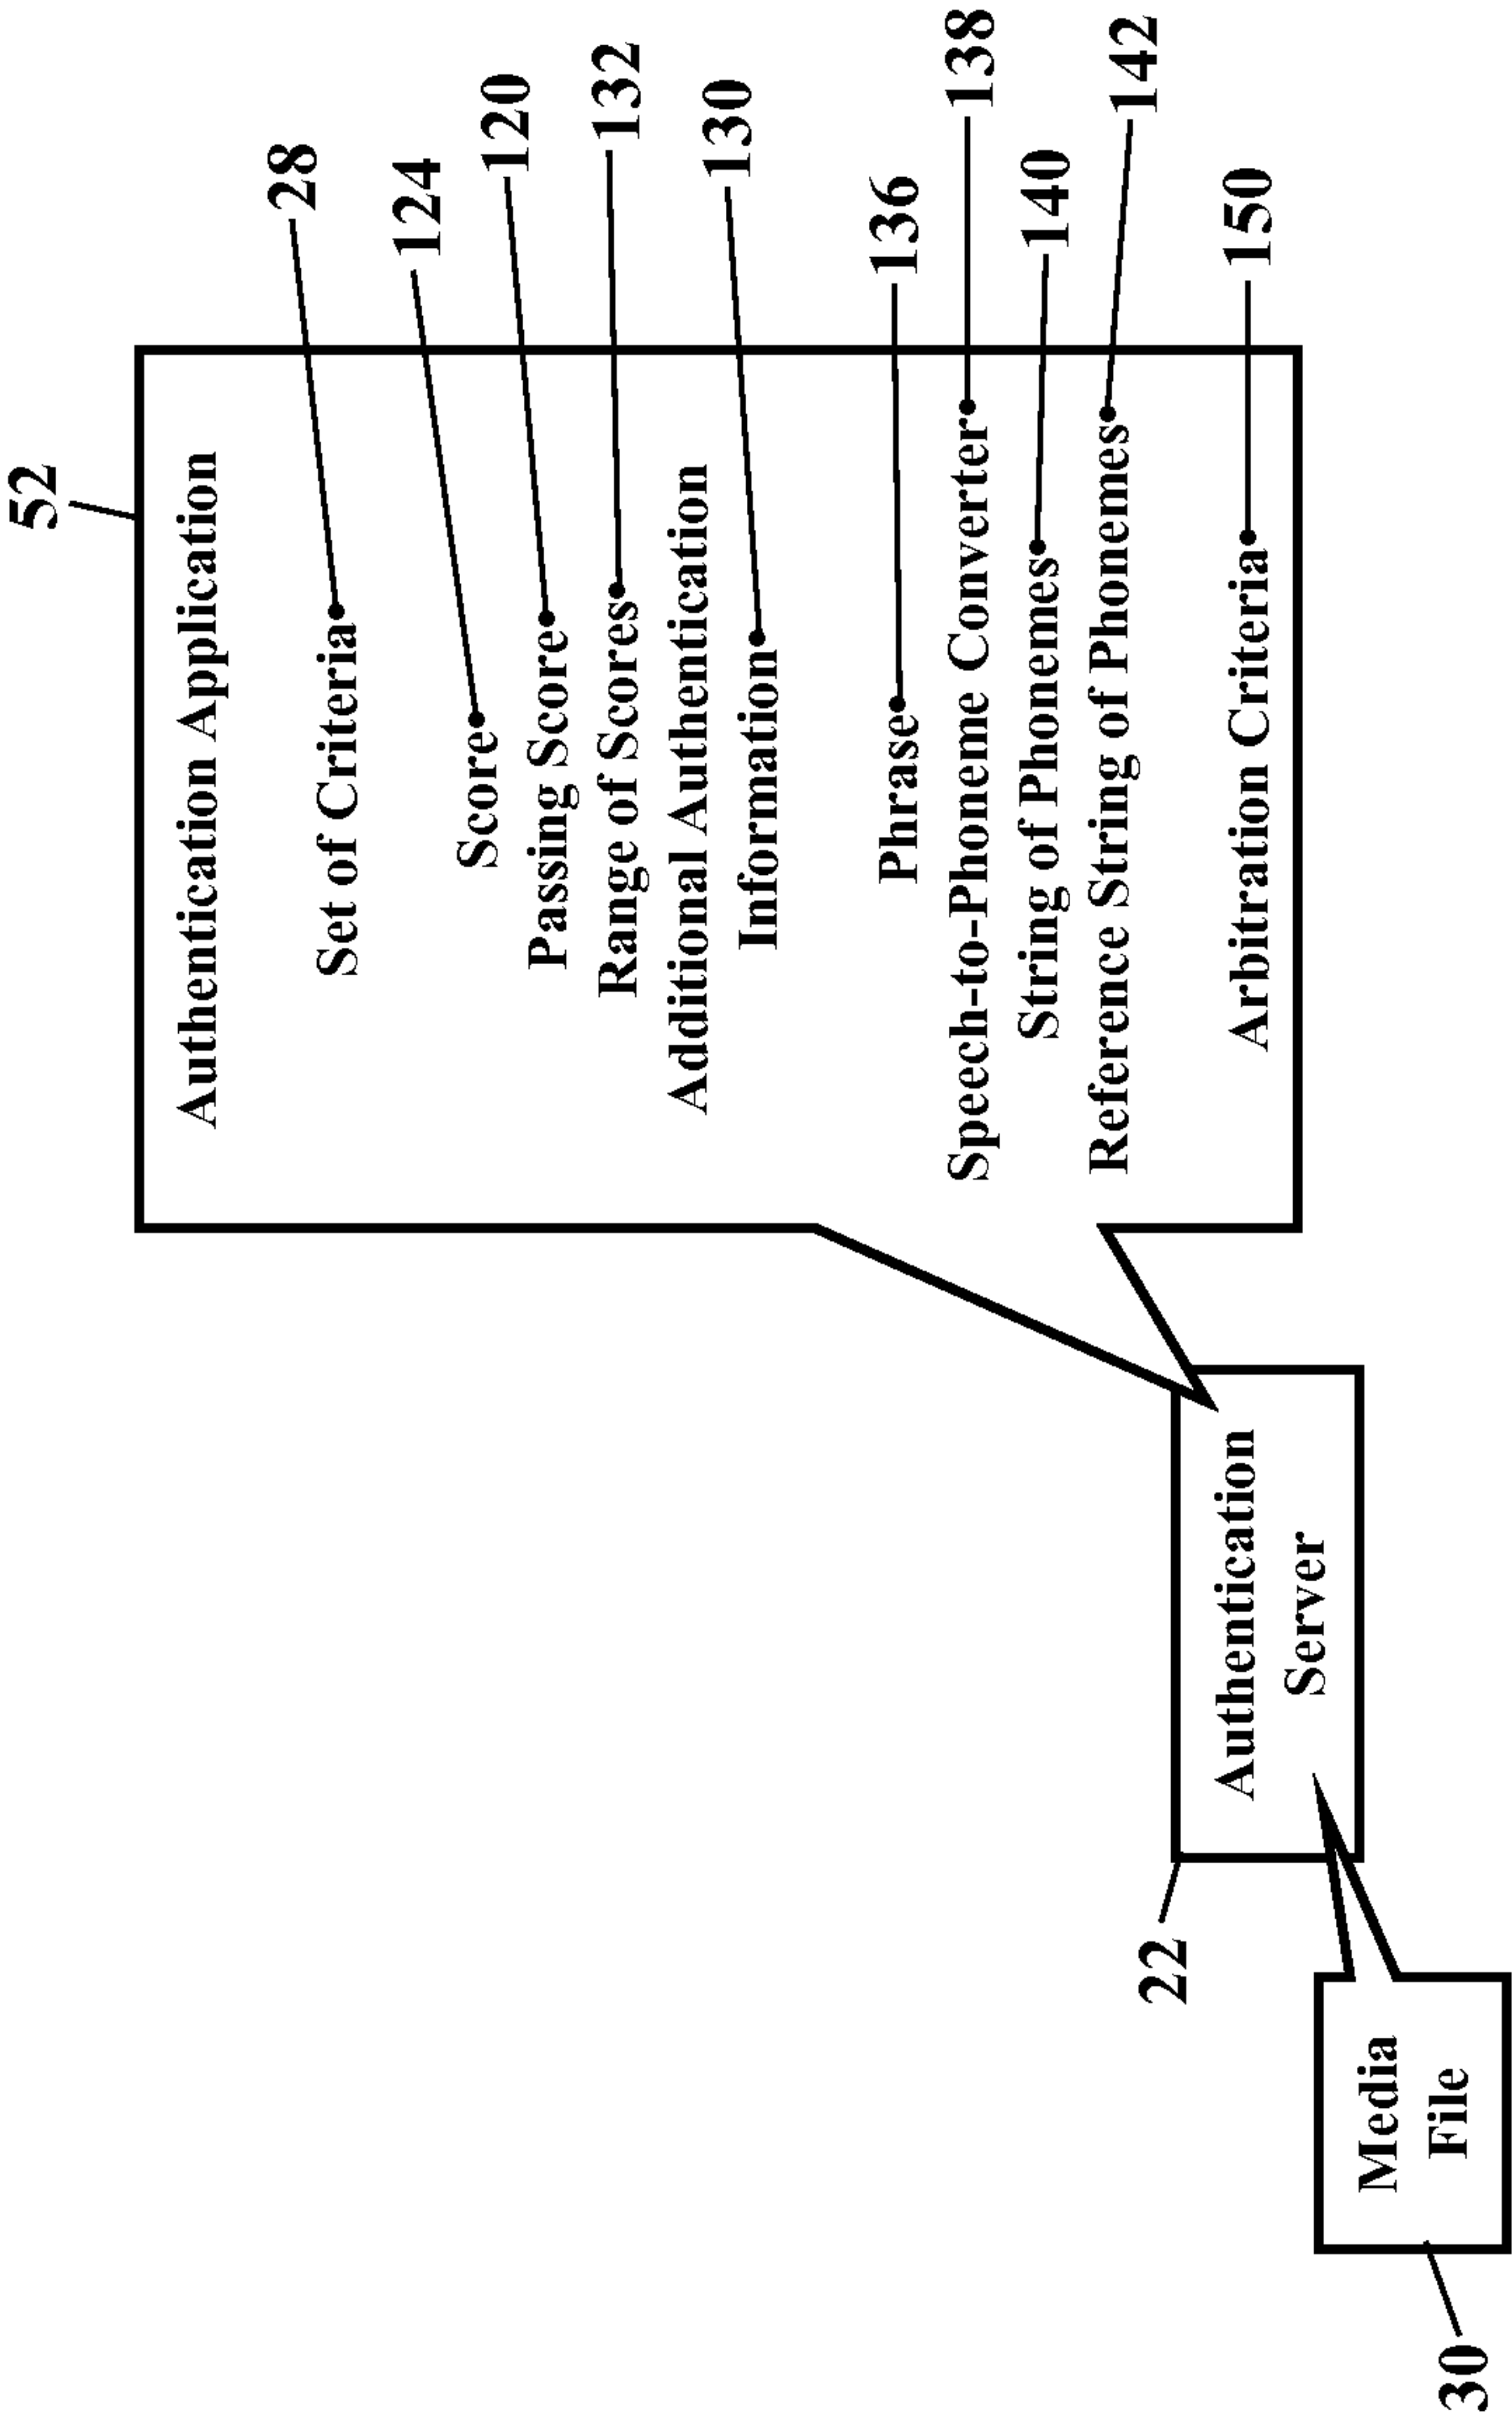 52
Authentication Application
Set of Criteria 28
Score 124
Passing Score 120
Range of Scores 132
Additional Authentication
Information 130
Phrase 136
Speech-to-Phoneme Converter 138
String of Phonemes 140
Reference String of Phonemes 142
Arbitration Criteria 150
22
Authentication
Server
Media
File
30